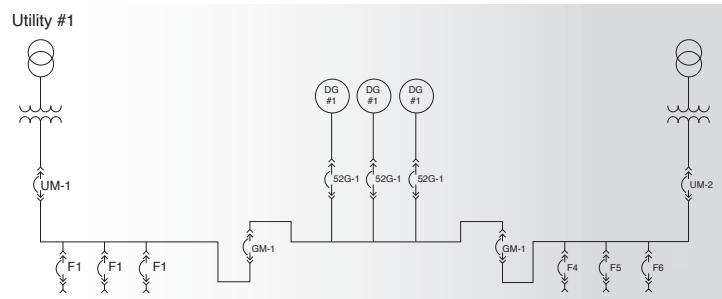 Utility #1
DG #1
DG #1
DG #1
52G-1
52G-1
52G-1
UM-1
UM-2
GM-1
GM-1
F1
F1
F1
F4
F5
F6